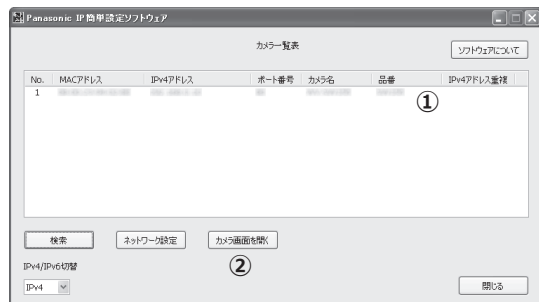 Panasonic IP簡単設定ソフトウェア
カメラ一覧表
ソフトウェアについて
No. MACアドレス IPv4アドレス ポート番号 カメラ名 品番 IPv4アドレス重複
1
①
検索 ネットワーク設定 カメラ画面を開く
②
IPv4/IPv6切替
IPv4
閉じる